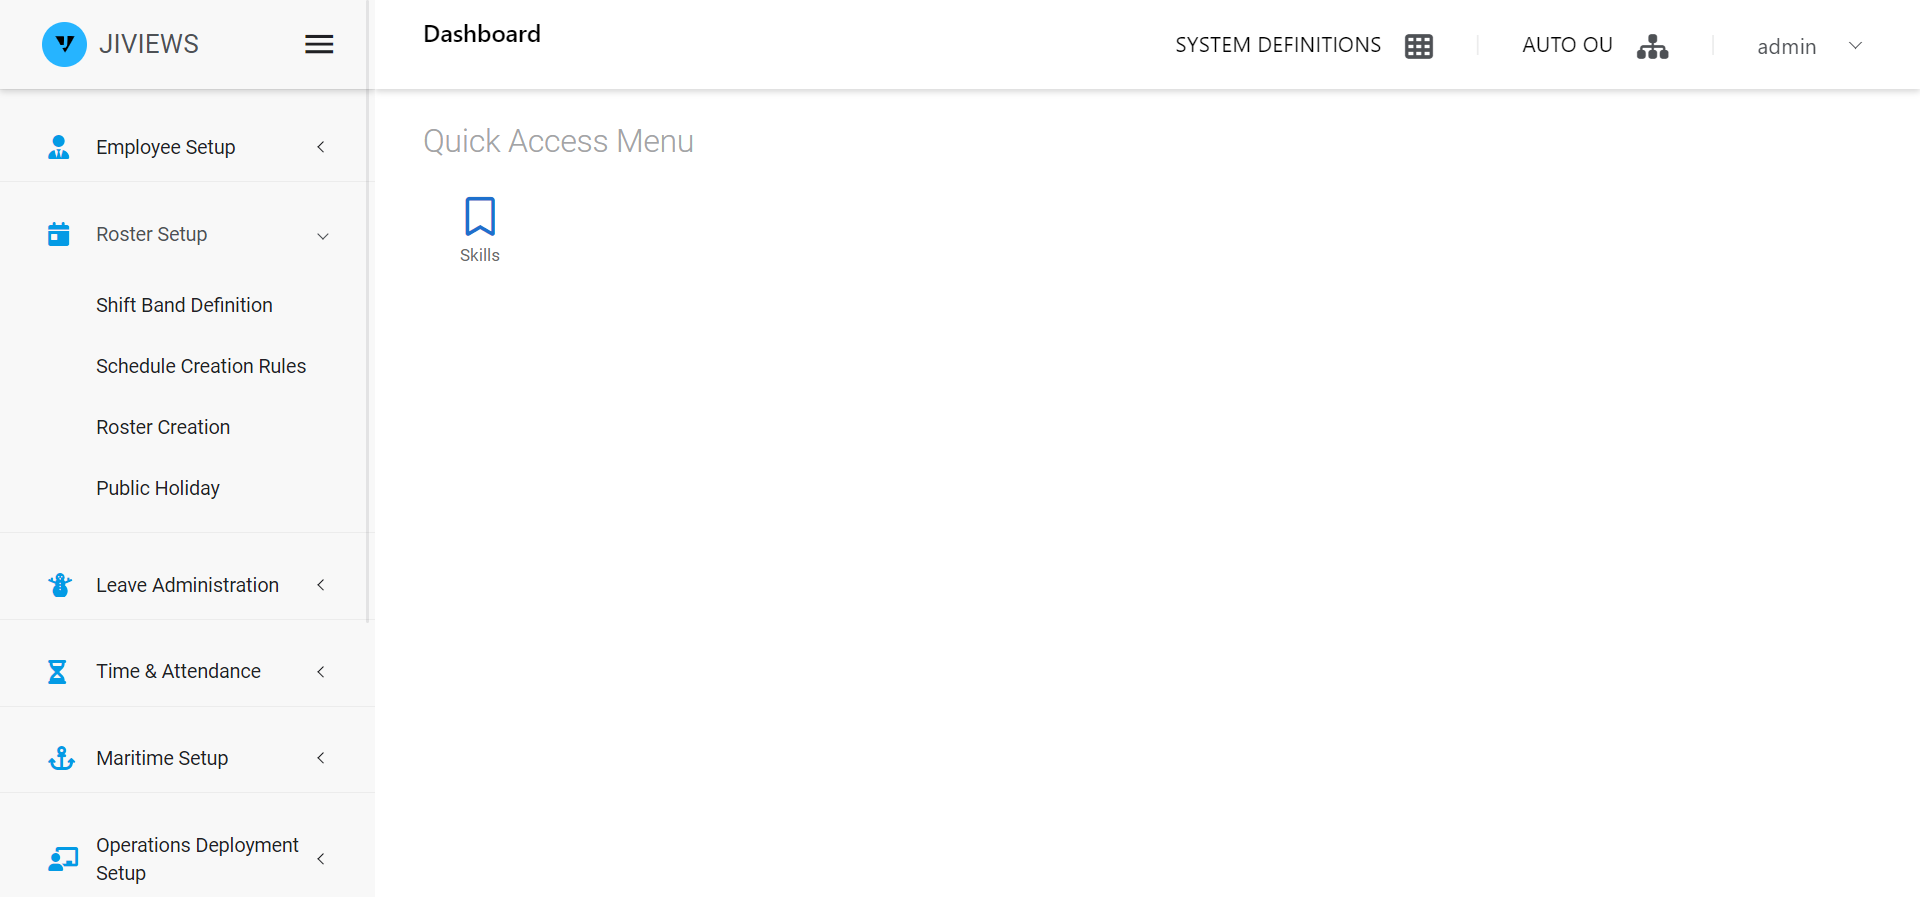 JIVIEWS
Dashboard
SYSTEM DEFINITIONS
AUTO OU
admin
Employee Setup
Roster Setup
Shift Band Definition
Schedule Creation Rules
Roster Creation
Public Holiday
Leave Administration
Time & Attendance
Maritime Setup
Operations Deployment
Setup
Quick Access Menu
Skills